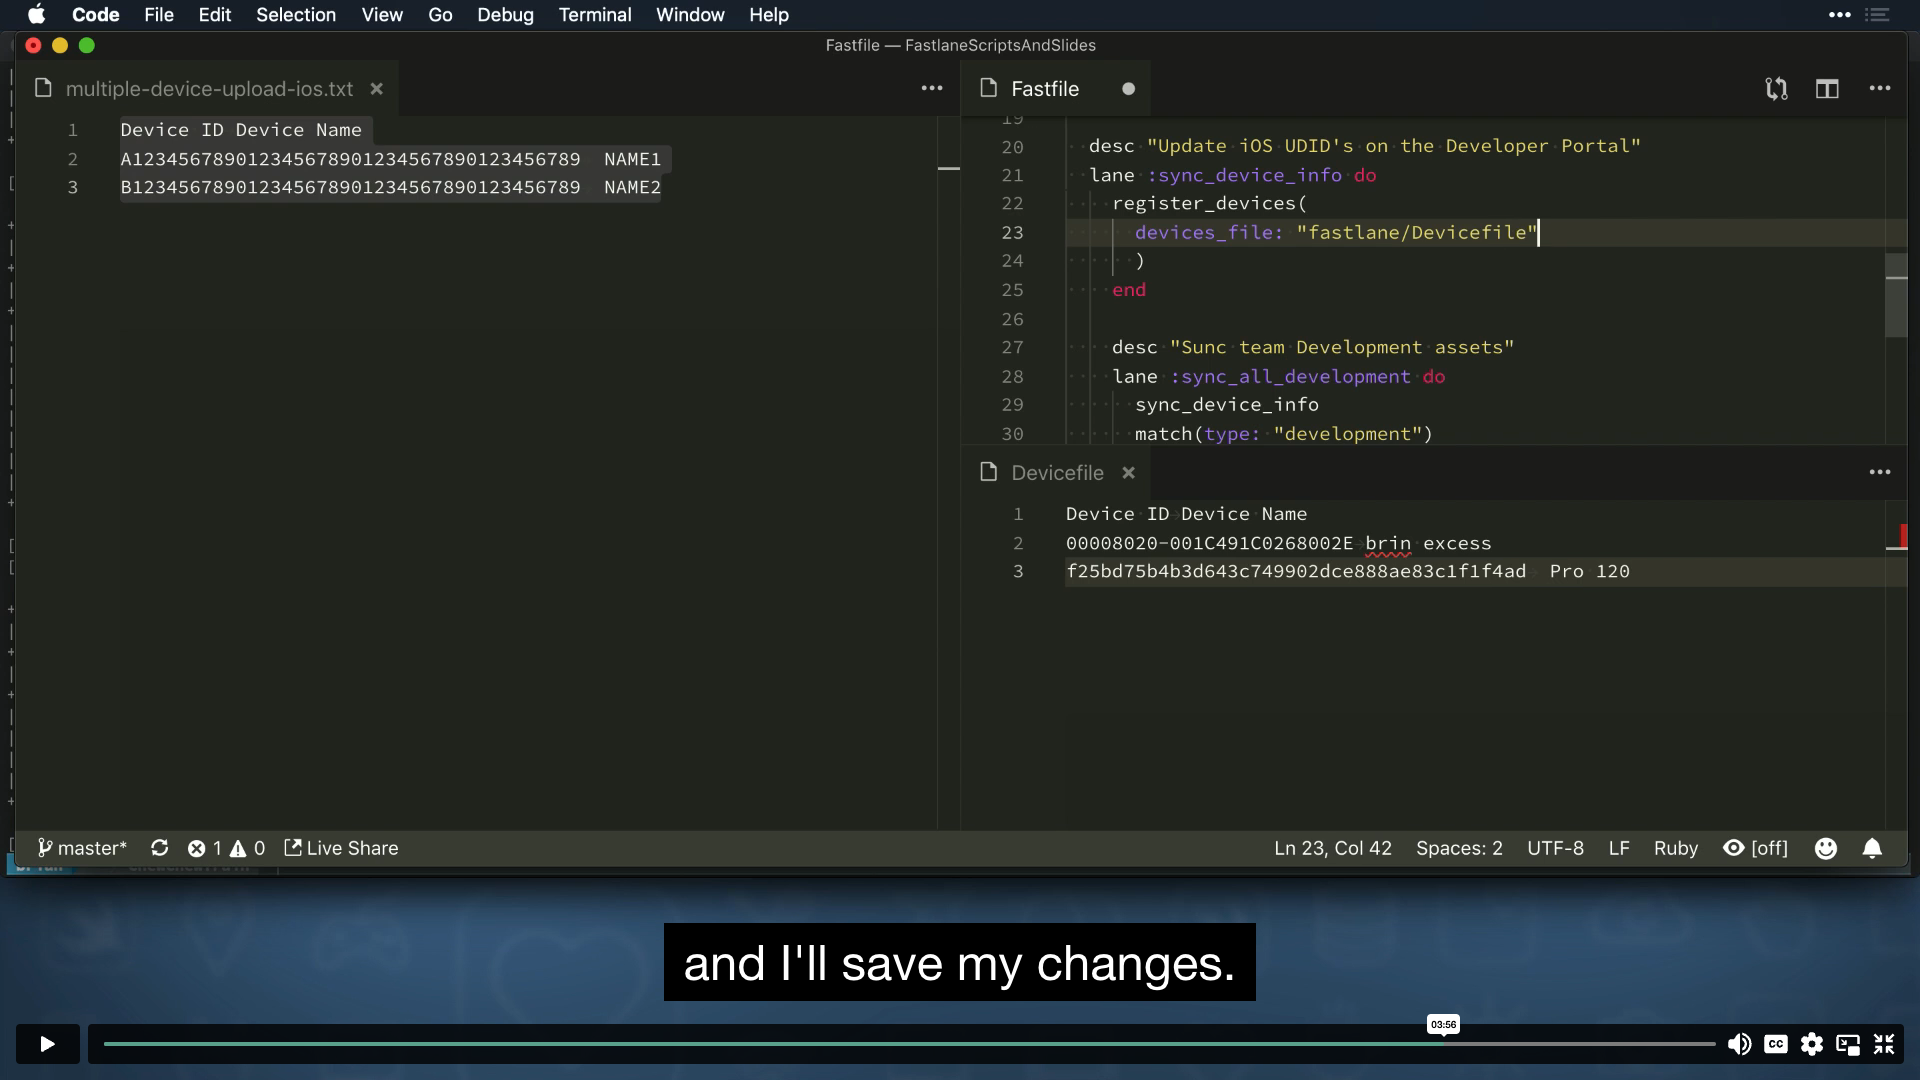 Code File Edit Selection View Go Debug Terminal Window Help
Fastfile — FastlaneScriptsAndSlides
multiple-device-upload-ios.txt
1 Device ID Device Name
2 A123456789012345678901234567890123456789 NAME1
3 B123456789012345678901234567890123456789 NAME2
Fastfile
19
20 desc "Update iOS UDID's on the Developer Portal"
21 lane :sync_device_info do
22 register_devices(
23 devices_file: "fastlane/Devicefile"
24 )
25 end
26
27 desc "Sunc team Development assets"
28 lane :sync_all_development do
29 sync_device_info
30 match(type: "development")
Devicefile
1 Device ID Device Name
2 00008020-001C491C0268002E brin excess
3 f25bd75b4b3d643c749902dce888ae83c1f1f4ad Pro 120
master* 1 0 Live Share Ln 23, Col 42 Spaces: 2 UTF-8 LF Ruby [off]
and I'll save my changes.
03:56
CC